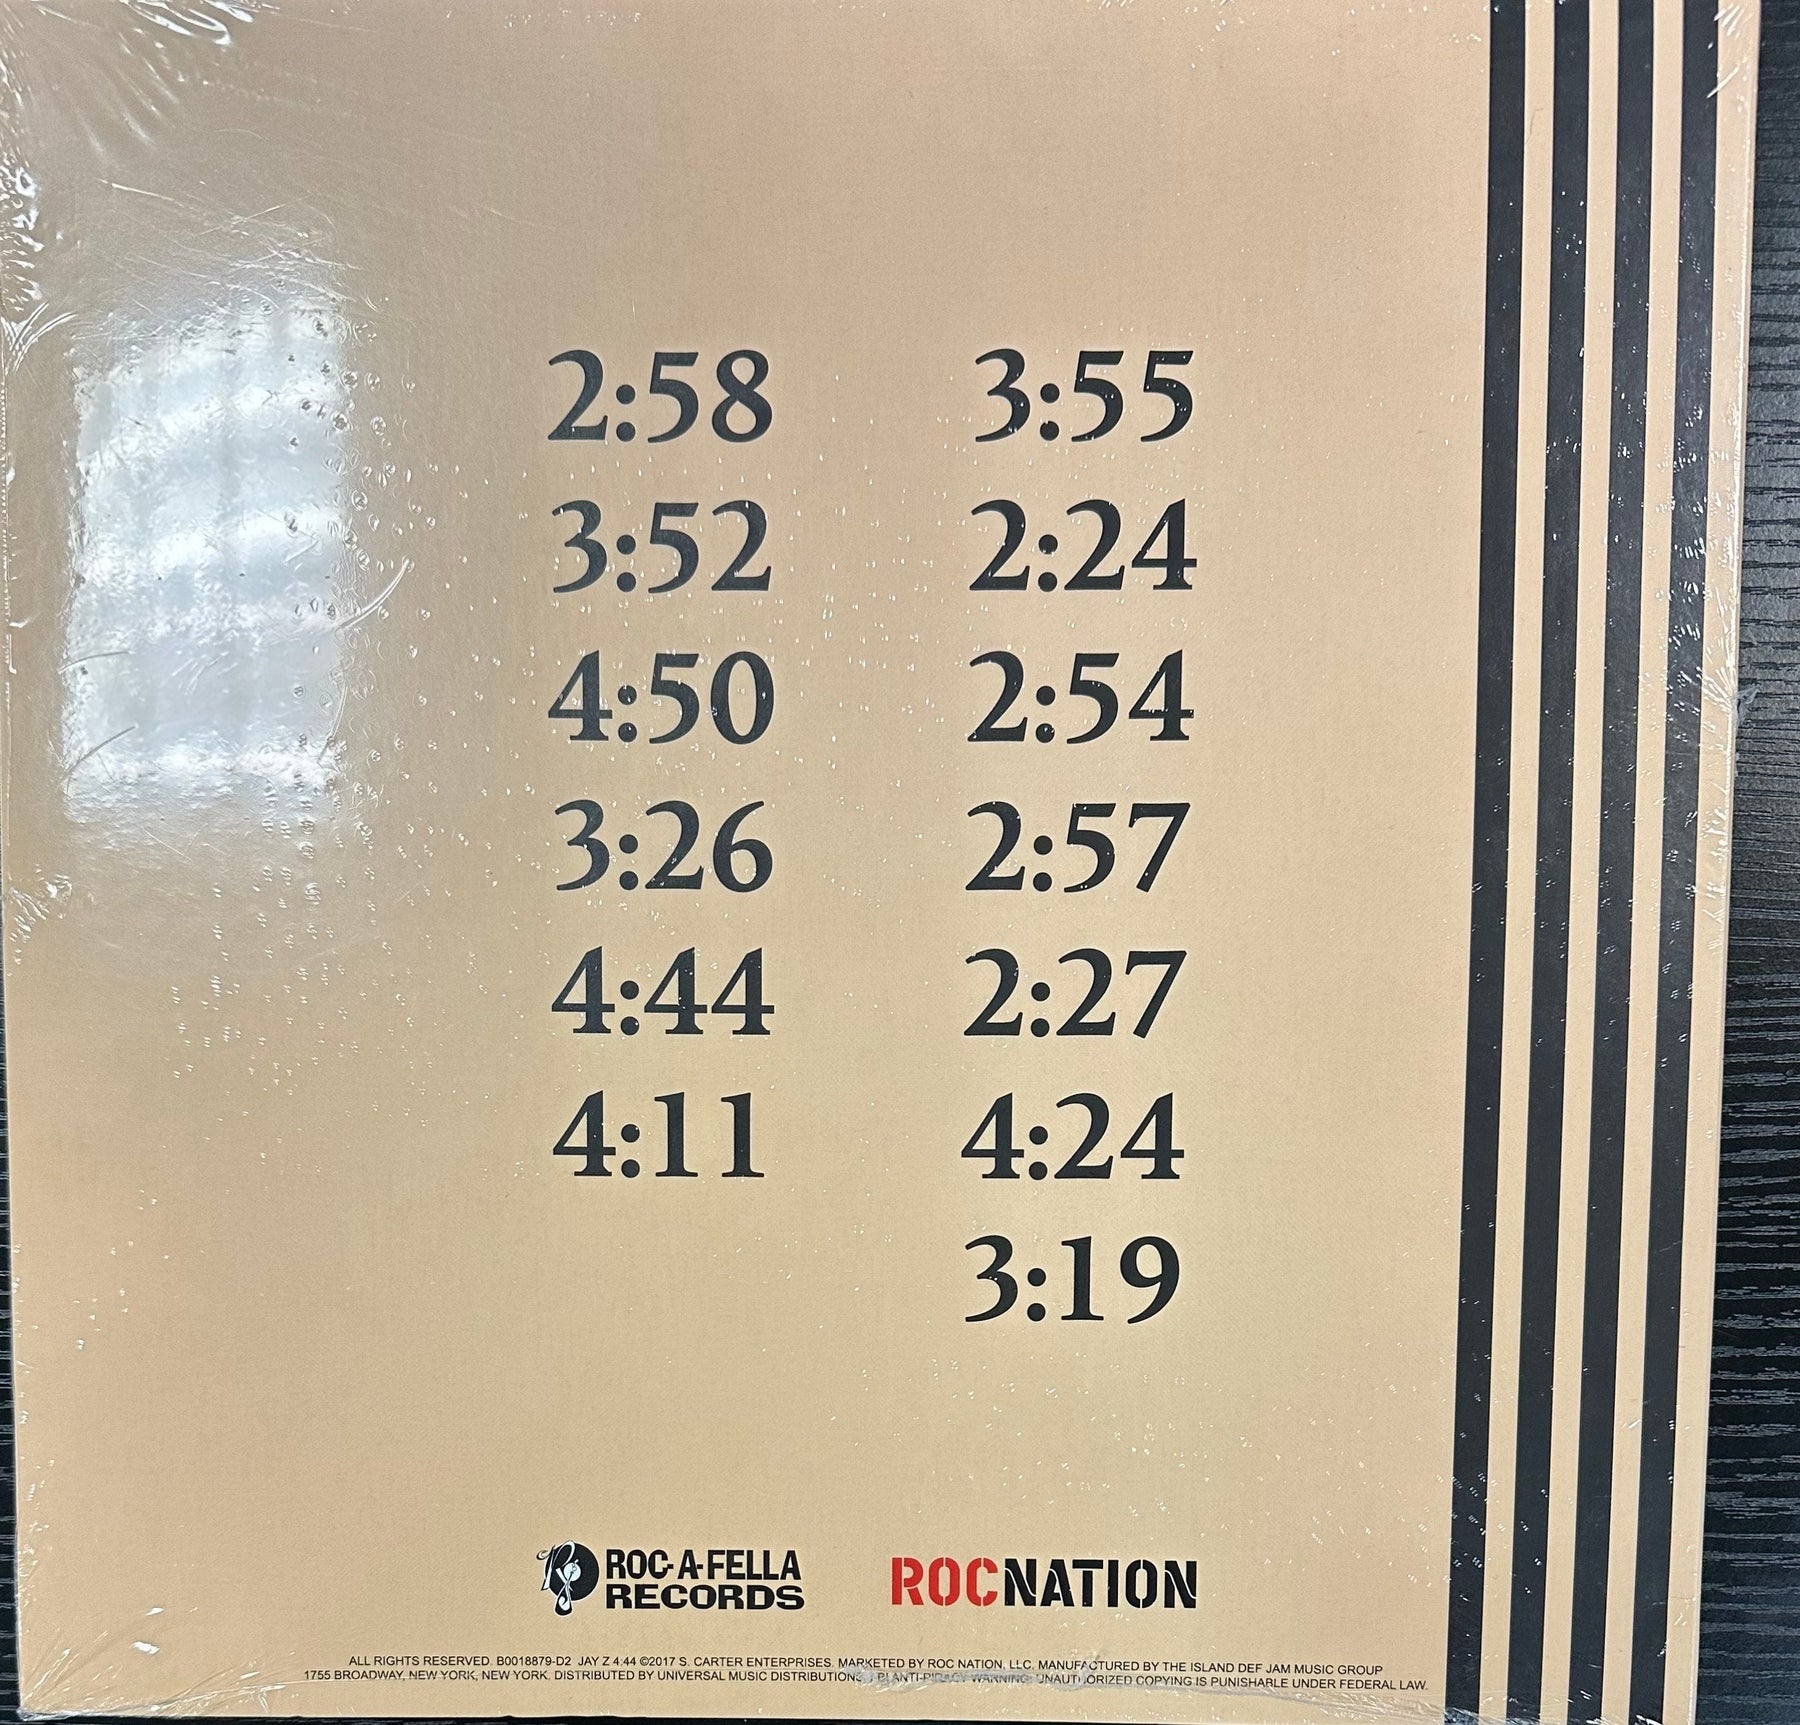 2:58
3:52
4:50
3:26
4:44
4:11
3:55
2:24
2:54
2:57
2:27
4:24
3:19
ROC-A-FELLA
RECORDS
ROCNATION
ALL RIGHTS RESERVED. B0018879-D2 JAY Z 4:44 ©2017 S. CARTER ENTERPRISES. MARKETED BY ROC NATION, LLC. MANUFACTURED BY THE ISLAND DEF JAM MUSIC GROUP
1755 BROADWAY, NEW YORK, NEW YORK. DISTRIBUTED BY UNIVERSAL MUSIC DISTRIBUTIONS. ANTI-PIRACY WARNING: UNAUTHORIZED COPYING IS PUNISHABLE UNDER FEDERAL LAW.